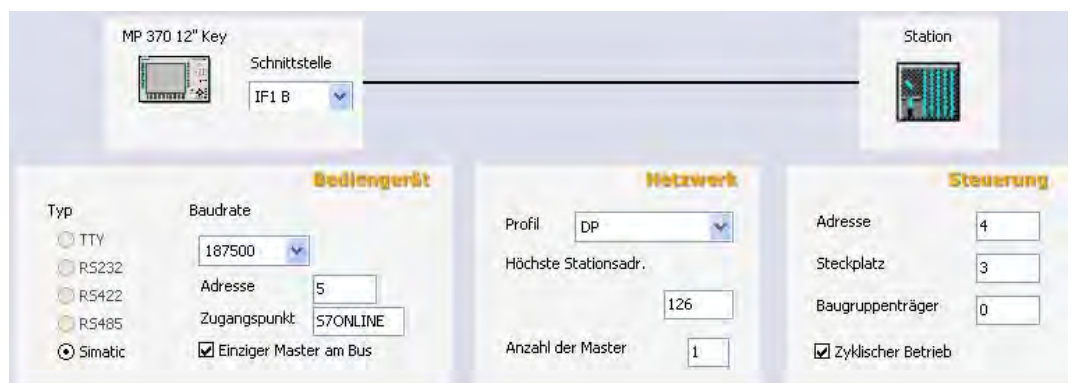 MP 370 12" Key
Schnittstelle
IF1 B
Station
Bediengerät
Typ
TTY
RS232
RS422
RS485
Simatic
Baudrate
187500
Adresse 5
Zugangspunkt S7ONLINE
Einziger Master am Bus
Netzwerk
Profil DP
Höchste Stationsadr.
126
Anzahl der Master 1
Steuerung
Adresse 4
Steckplatz 3
Baugruppenträger 0
Zyklischer Betrieb